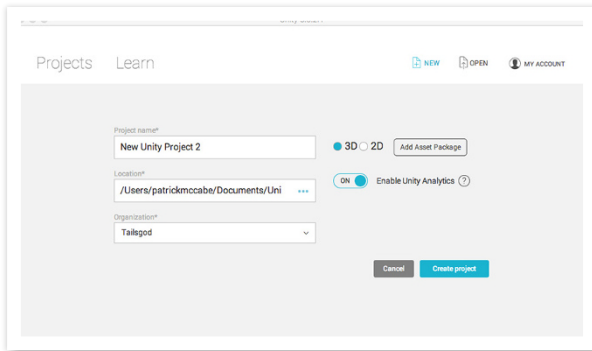 Projects Learn NEW OPEN MY ACCOUNT
Project name*
New Unity Project 2
3D 2D Add Asset Package
Location*
/Users/patrickmccabe/Documents/Uni ...
ON Enable Unity Analytics ?
Organization*
Tailsgod
Cancel Create project